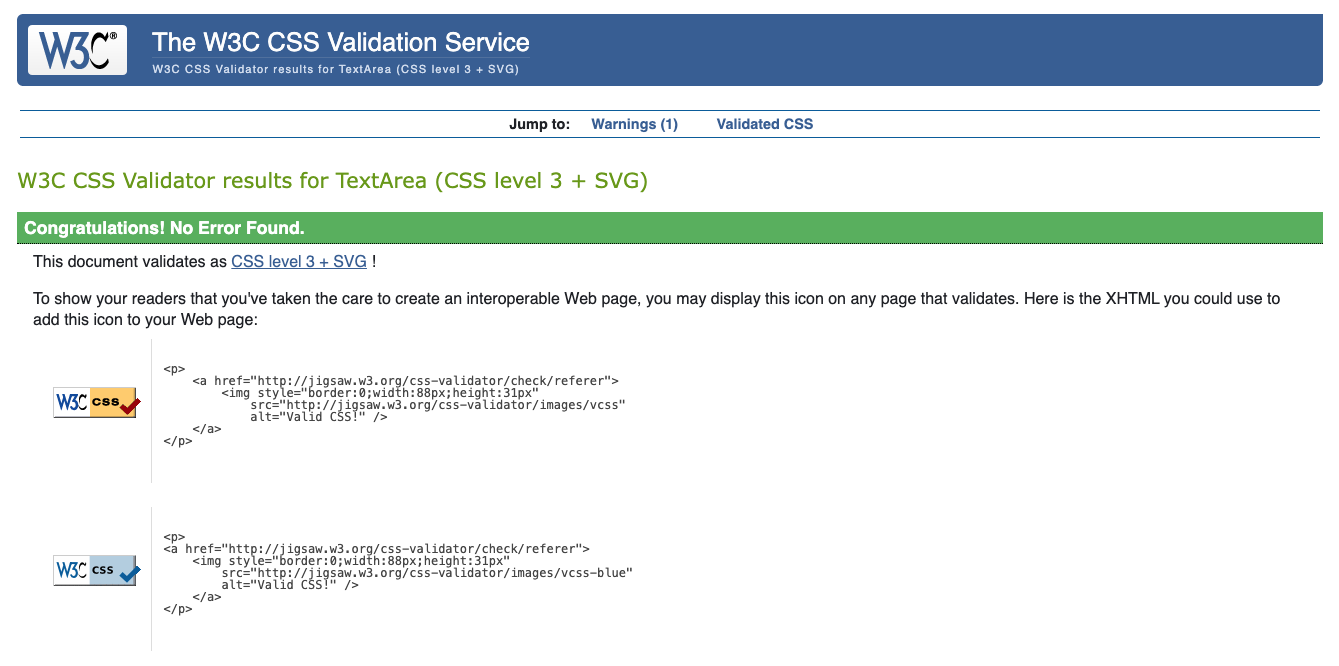 W3C® The W3C CSS Validation Service
W3C CSS Validator results for TextArea (CSS level 3 + SVG)
Jump to: Warnings (1) Validated CSS
W3C CSS Validator results for TextArea (CSS level 3 + SVG)
Congratulations! No Error Found.
This document validates as CSS level 3 + SVG !
To show your readers that you've taken the care to create an interoperable Web page, you may display this icon on any page that validates. Here is the XHTML you could use to
add this icon to your Web page:
W3C css
<p>
    <a href="http://jigsaw.w3.org/css-validator/check/referer">
        <img style="border:0;width:88px;height:31px"
            src="http://jigsaw.w3.org/css-validator/images/vcss"
            alt="Valid CSS!" />
    </a>
</p>
W3C css
<p>
<a href="http://jigsaw.w3.org/css-validator/check/referer">
    <img style="border:0;width:88px;height:31px"
        src="http://jigsaw.w3.org/css-validator/images/vcss-blue"
        alt="Valid CSS!" />
    </a>
</p>